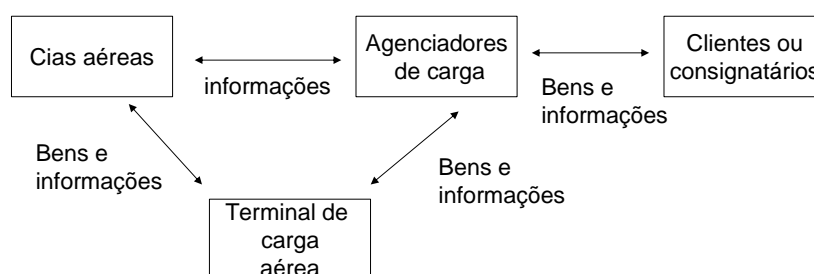 Cias aéreas
informações
Agenciadores
de carga
Bens e
informações
Clientes ou
consignatários
Bens e
informações
Bens e
informações
Terminal de
carga
aérea